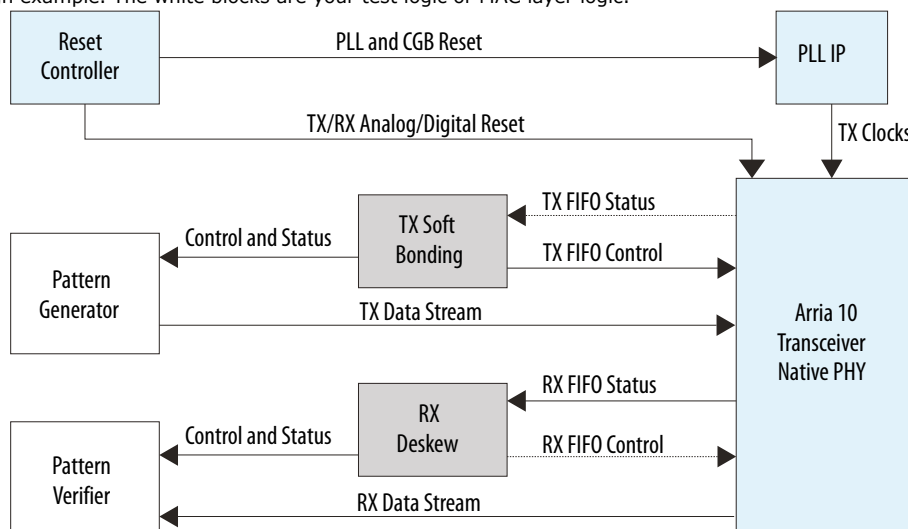 an example. The white blocks are your test logic or MAC layer logic.
Reset
Controller
PLL and CGB Reset
PLL IP
TX/RX Analog/Digital Reset
TX Clocks
TX Soft
Bonding
TX FIFO Status
Control and Status
TX FIFO Control
Pattern
Generator
TX Data Stream
Arria 10
Transceiver
Native PHY
RX
Deskew
RX FIFO Status
Control and Status
RX FIFO Control
Pattern
Verifier
RX Data Stream